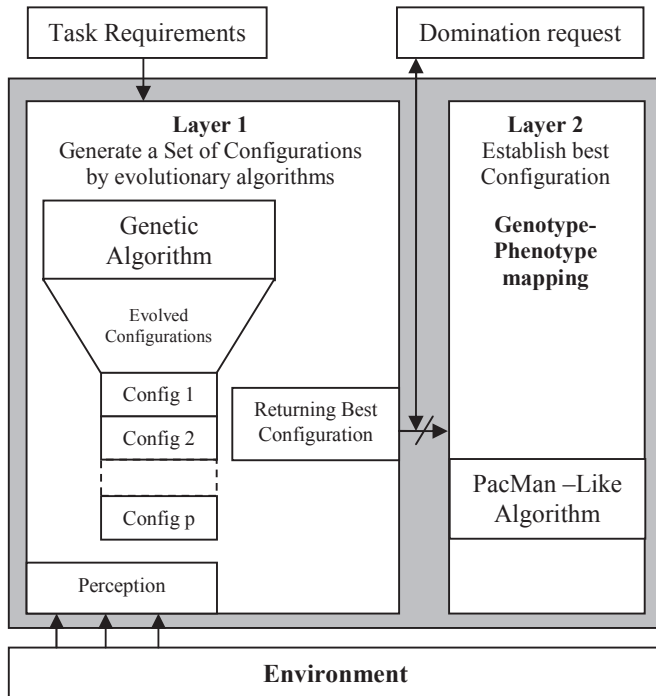 Task Requirements
Domination request
Layer 1
Generate a Set of Configurations
by evolutionary algorithms
Genetic
Algorithm
Evolved
Configurations
Config 1
Config 2
Config p
Returning Best
Configuration
Perception
Layer 2
Establish best
Configuration
Genotype-
Phenotype
mapping
PacMan –Like
Algorithm
Environment